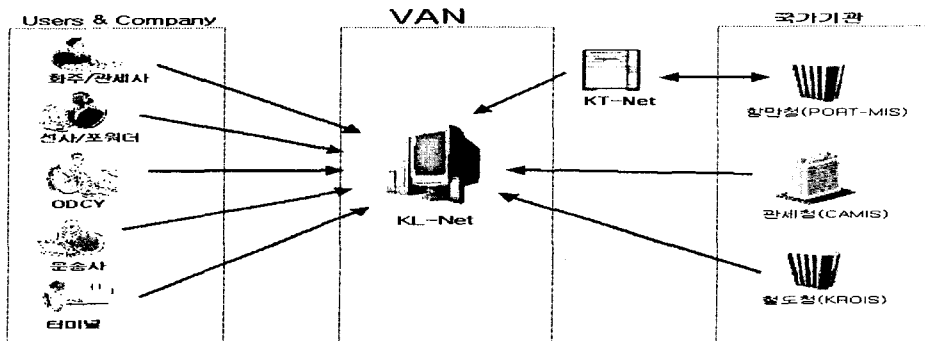 Users & Company
VAN
국가기관
화주/관세사
선사/포워더
ODCY
운송사
터미널
KL-Net
KT-Net
항만청(PORT-MIS)
관세청(CAMIS)
철도청(KROIS)